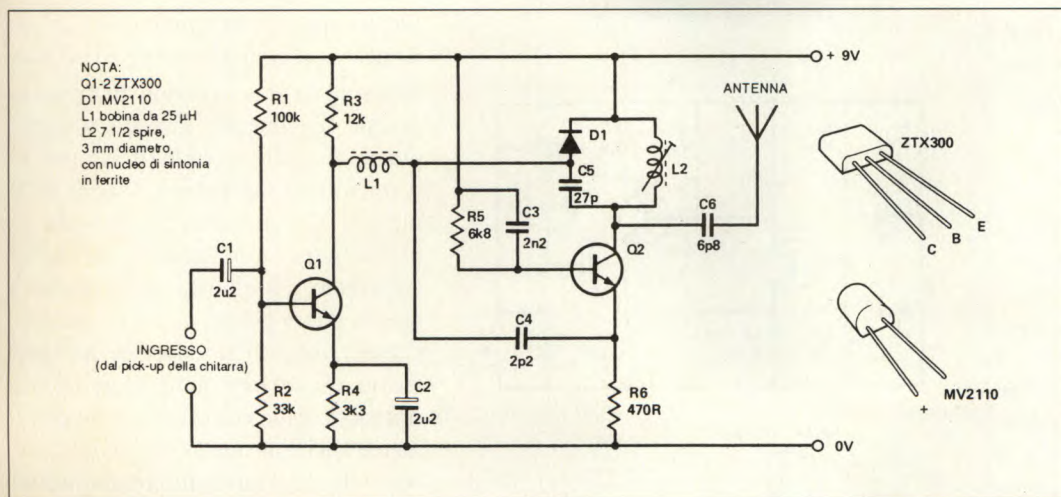 NOTA:
Q1-2 ZTX300
D1 MV2110
L1 bobina da 25 µH
L2 7 1/2 spire,
3 mm diametro,
con nucleo di sintonia
in ferrite
R1
100k
R3
12k
+ 9V
ANTENNA
D1
ZTX300
L1
C5
27p
L2
R5
6k8
C3
2n2
C6
6p8
E
B
C
C1
2u2
Q1
Q2
C4
2p2
INGRESSO
(dal pick-up della chitarra)
R2
33k
R4
3k3
C2
2u2
R6
470R
MV2110
+
0V